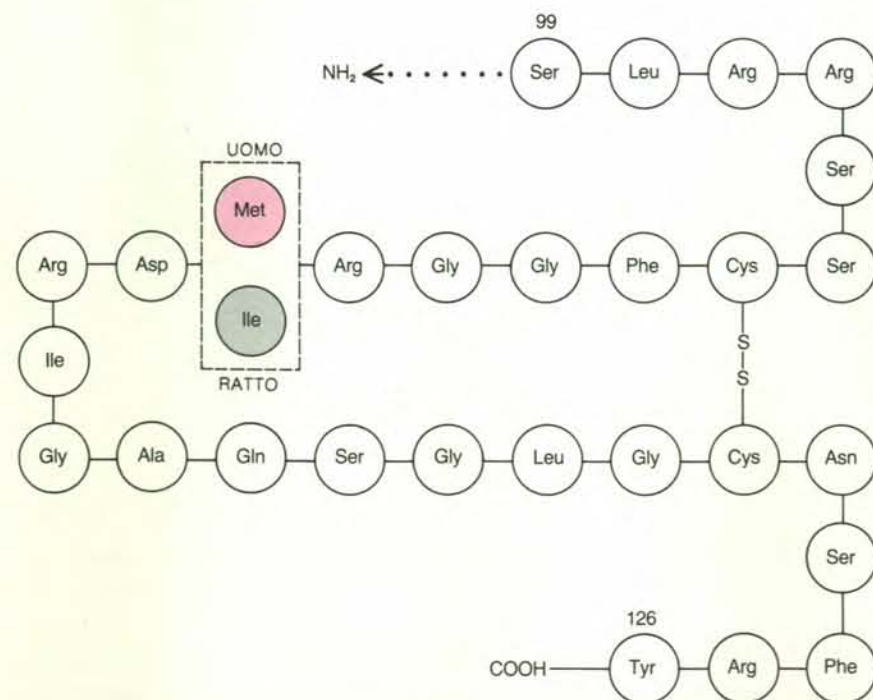 99
NH₂ Ser Leu Arg Arg
Ser
UOMO
Met
Arg Asp Arg Gly Gly Phe Cys Ser
Ile
RATTO
Ile
S
S
Gly Ala Gln Ser Gly Leu Gly Cys Asn
Ser
126
COOH Tyr Arg Phe